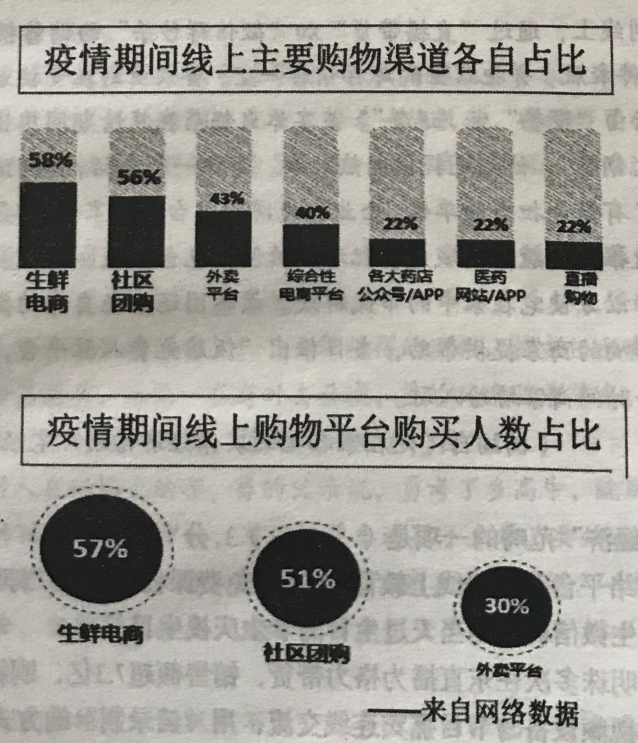 疫情期间线上主要购物渠道各自占比
58% 56% 43% 40% 22% 22% 22%
生鲜 社区 外卖 综合性 各大药店 医药 直播
电商 团购 平台 电商平台 公众号/APP 网站/APP 购物
疫情期间线上购物平台购买人数占比
57% 51% 30%
生鲜电商 社区团购 外卖平台
——来自网络数据